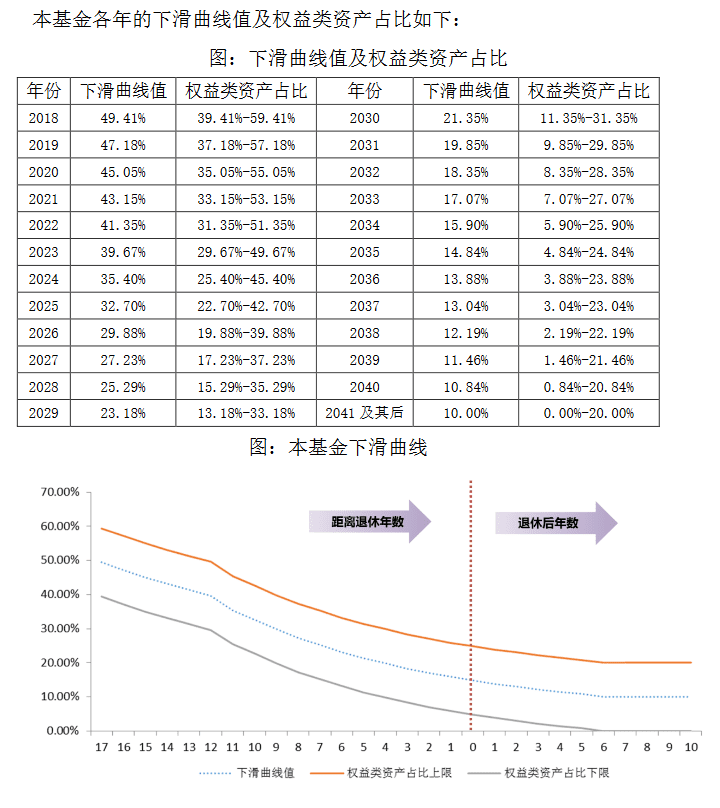 本基金各年的下滑曲线值及权益类资产占比如下：
图：下滑曲线值及权益类资产占比
年份 下滑曲线值 权益类资产占比 年份 下滑曲线值 权益类资产占比
2018 49.41% 39.41%-59.41% 2030 21.35% 11.35%-31.35%
2019 47.18% 37.18%-57.18% 2031 19.85% 9.85%-29.85%
2020 45.05% 35.05%-55.05% 2032 18.35% 8.35%-28.35%
2021 43.15% 33.15%-53.15% 2033 17.07% 7.07%-27.07%
2022 41.35% 31.35%-51.35% 2034 15.90% 5.90%-25.90%
2023 39.67% 29.67%-49.67% 2035 14.84% 4.84%-24.84%
2024 35.40% 25.40%-45.40% 2036 13.88% 3.88%-23.88%
2025 32.70% 22.70%-42.70% 2037 13.04% 3.04%-23.04%
2026 29.88% 19.88%-39.88% 2038 12.19% 2.19%-22.19%
2027 27.23% 17.23%-37.23% 2039 11.46% 1.46%-21.46%
2028 25.29% 15.29%-35.29% 2040 10.84% 0.84%-20.84%
2029 23.18% 13.18%-33.18% 2041 及其后 10.00% 0.00%-20.00%
图：本基金下滑曲线
70.00%
60.00%
50.00%
40.00%
30.00%
20.00%
10.00%
0.00%
距离退休年数 退休后年数
17 16 15 14 13 12 11 10 9 8 7 6 5 4 3 2 1 0 1 2 3 4 5 6 7 8 9 10
下滑曲线值 权益类资产占比上限 权益类资产占比下限